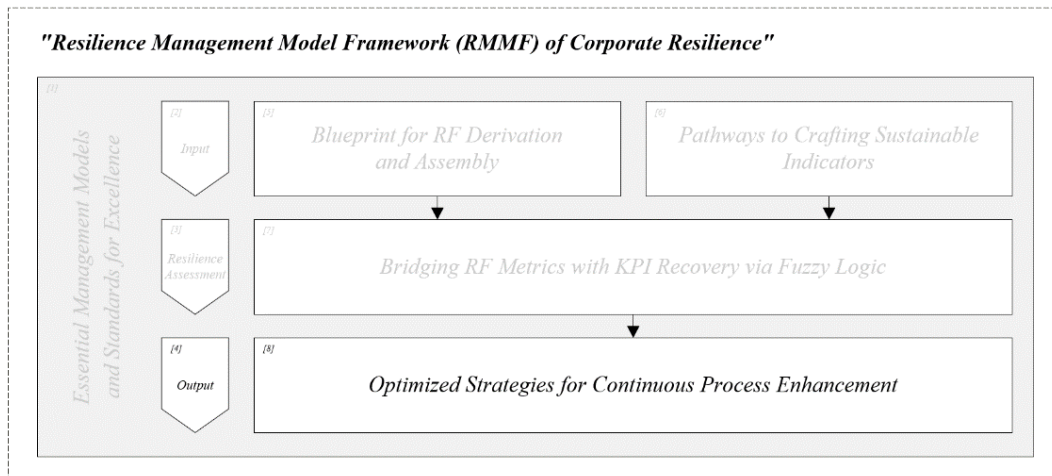 "Resilience Management Model Framework (RMMF) of Corporate Resilience"
[1]
Essential Management Models
and Standards for Excellence
[2]
Input
[5]
Blueprint for RF Derivation
and Assembly
[6]
Pathways to Crafting Sustainable
Indicators
[3]
Resilience
Assessment
[7]
Bridging RF Metrics with KPI Recovery via Fuzzy Logic
[4]
Output
[8]
Optimized Strategies for Continuous Process Enhancement